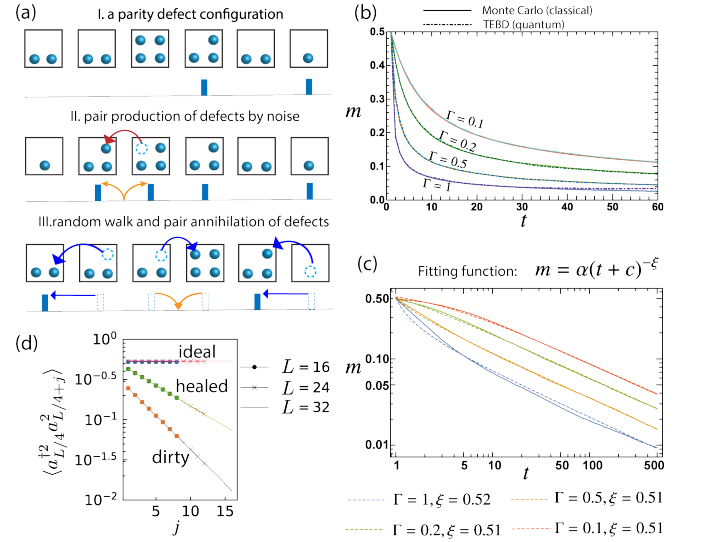 (a)
I. a parity defect configuration
II. pair production of defects by noise
III.random walk and pair annihilation of defects
(b)
Monte Carlo (classical)
TEBD (quantum)
0.5
0.4
0.3
0.2
0.1
0.0
m
Γ = 0.1
Γ = 0.2
Γ = 0.5
Γ = 1
0 10 20 30 40 50 60
t
(c)
Fitting function: m = α(t + c)^{−ξ}
0.50
0.10
0.05
0.01
m
1 5 10 50 100 500
t
Γ = 1, ξ = 0.52
Γ = 0.5, ξ = 0.51
Γ = 0.2, ξ = 0.51
Γ = 0.1, ξ = 0.51
(d)
10^0
10^{−0.5}
10^{−1}
10^{−1.5}
10^{−2}
⟨a^{†2}_{L/4} a^2_{L/4+j}⟩
ideal
healed
dirty
5 10 15
j
L = 16
L = 24
L = 32